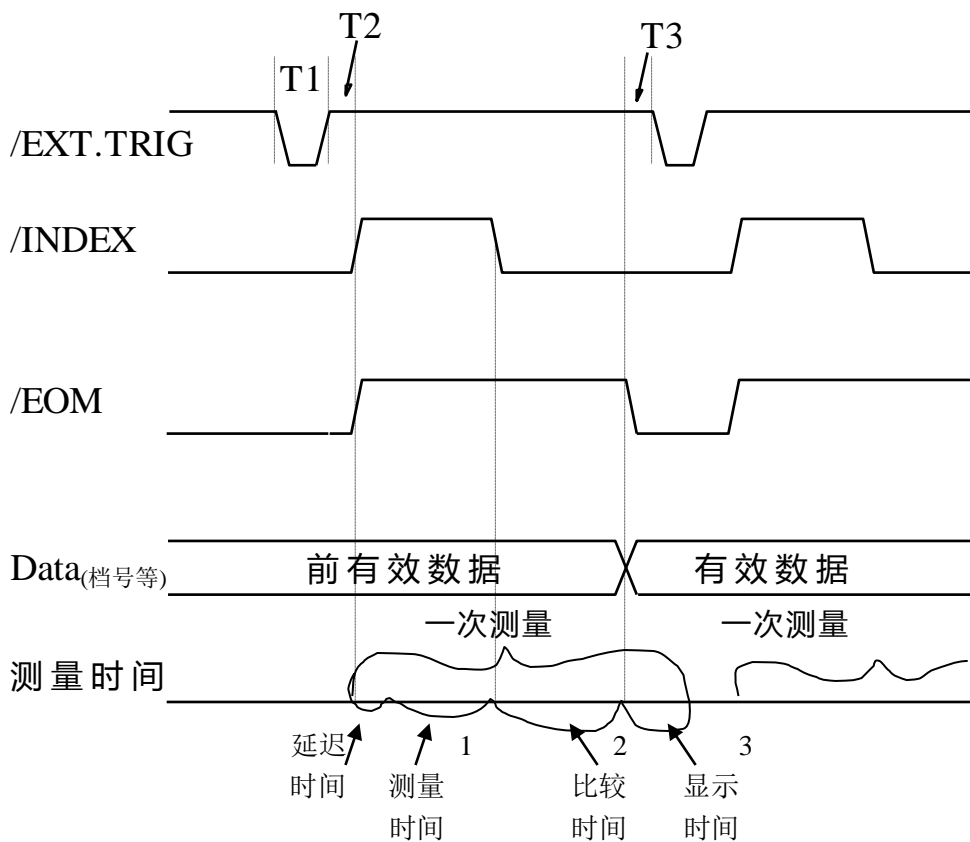 T2
T3
T1
/EXT.TRIG
/INDEX
/EOM
Data(档号等)
前有效数据
有效数据
一次测量
一次测量
测量时间
延迟时间
1
测量时间
2
比较时间
3
显示时间